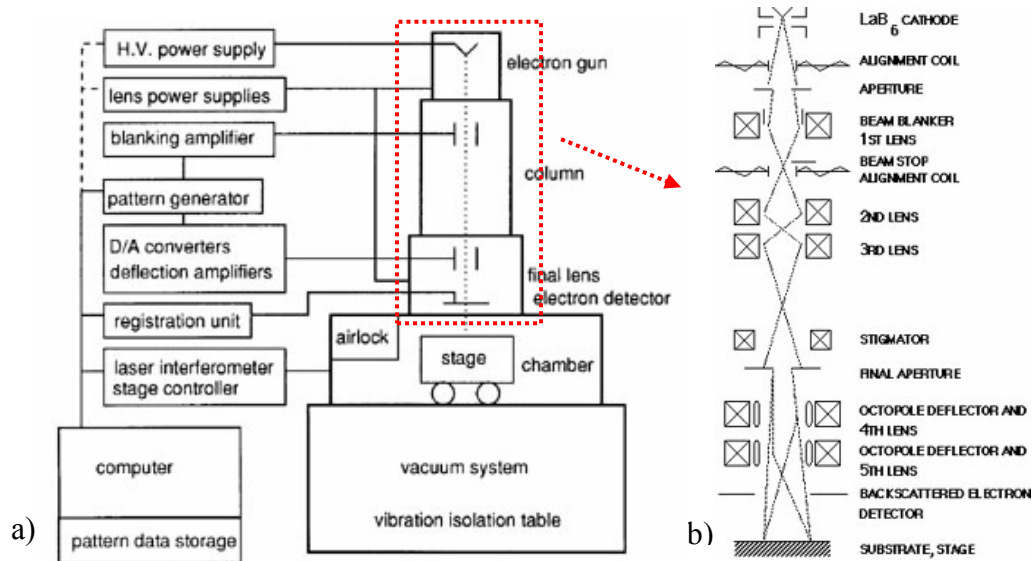 H.V. power supply
lens power supplies
blanking amplifier
pattern generator
D/A converters
deflection amplifiers
registration unit
laser interferometer
stage controller
computer
pattern data storage
electron gun
column
final lens
electron detector
airlock
stage
chamber
vacuum system
vibration isolation table
a)
LaB6 CATHODE
ALIGNMENT COIL
APERTURE
BEAM BLANKER
1ST LENS
BEAM STOP
ALIGNMENT COIL
2ND LENS
3RD LENS
STIGMATOR
FINAL APERTURE
OCTOPOLE DEFLECTOR AND
4TH LENS
OCTOPOLE DEFLECTOR AND
5TH LENS
BACKSCATTERED ELECTRON
DETECTOR
SUBSTRATE, STAGE
b)